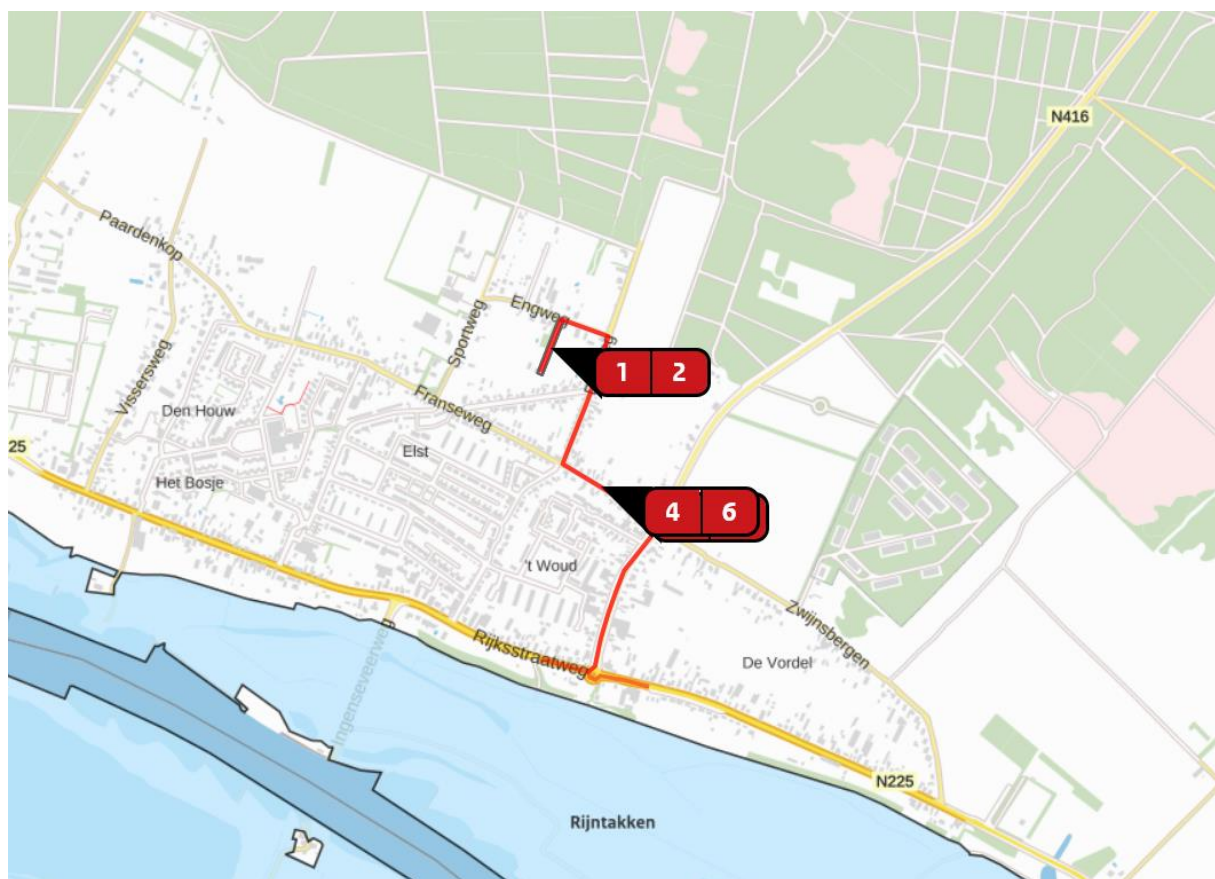 N416
Paardenkop
Engweg
Sportweg
1 2
Vissersweg
Den Houw
Franseweg
25
Elst
Het Bosje
4 6
't Woud
Zwijnsbergen
Rijksstraatweg
De Vordel
Ingenseveerweg
N225
Rijntakken